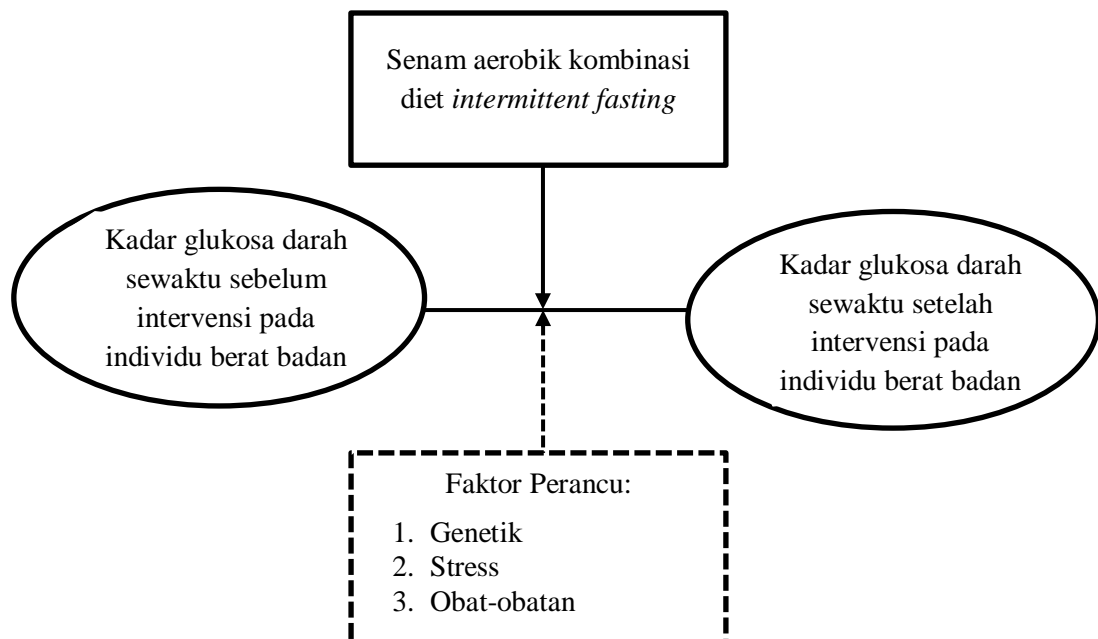 Senam aerobik kombinasi
diet intermittent fasting
Kadar glukosa darah
sewaktu sebelum
intervensi pada
individu berat badan
Kadar glukosa darah
sewaktu setelah
intervensi pada
individu berat badan
Faktor Perancu:
1. Genetik
2. Stress
3. Obat-obatan